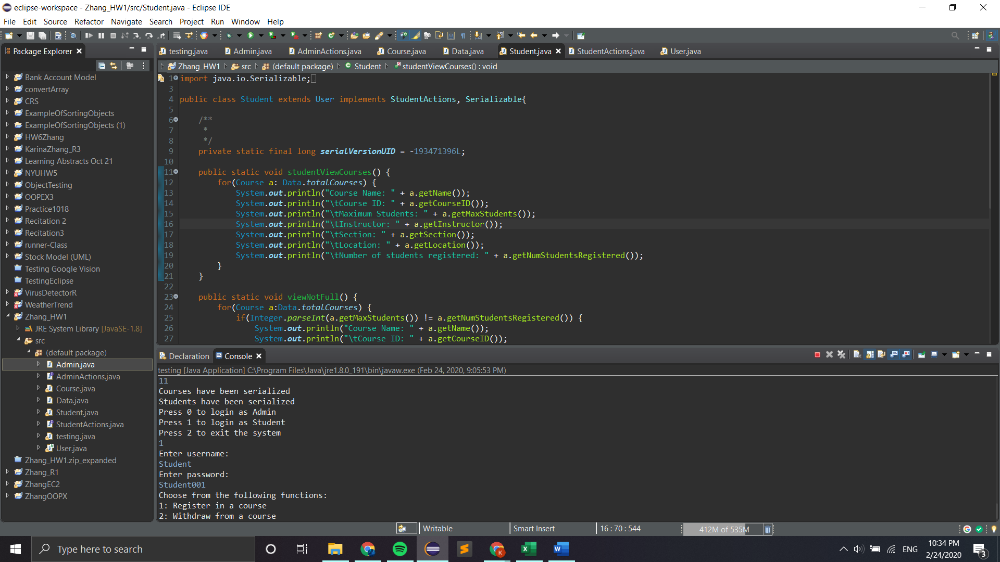 eclipse-workspace - Zhang_HW1/src/Student.java - Eclipse IDE
File Edit Source Refactor Navigate Search Project Run Window Help
Package Explorer
testing.java Admin.java AdminActions.java Course.java Data.java Student.java StudentActions.java User.java
Zhang_HW1 src (default package) Student studentViewCourses() : void
Bank Account Model
convertArray
CRS
ExampleOfSortingObjects
ExampleOfSortingObjects (1)
HW6Zhang
KarinaZhang_R3
Learning Abstracts Oct 21
NYUHW5
ObjectTesting
OOPEX3
Practice1018
Recitation 2
Recitation3
runner-Class
Stock Model (UML)
Testing Google Vision
TestingEclipse
VirusDetectorR
WeatherTrend
Zhang_HW1
JRE System Library [JavaSE-1.8]
src
(default package)
Admin.java
AdminActions.java
Course.java
Data.java
Student.java
StudentActions.java
testing.java
User.java
Zhang_HW1.zip_expanded
Zhang_R1
ZhangEC2
ZhangOOPX
1 import java.io.Serializable;
3
4 public class Student extends User implements StudentActions, Serializable{
5
6 /**
7 *
8 */
9 private static final long serialVersionUID = -193471396L;
10
11 public static void studentViewCourses() {
12 for(Course a: Data.totalCourses) {
13 System.out.println("Course Name: " + a.getName());
14 System.out.println("\tCourse ID: " + a.getCourseID());
15 System.out.println("\tMaximum Students: " + a.getMaxStudents());
16 System.out.println("\tInstructor: " + a.getInstructor());
17 System.out.println("\tSection: " + a.getSection());
18 System.out.println("\tLocation: " + a.getLocation());
19 System.out.println("\tNumber of students registered: " + a.getNumStudentsRegistered());
20 }
21 }
22
23 public static void viewNotFull() {
24 for(Course a:Data.totalCourses) {
25 if(Integer.parseInt(a.getMaxStudents()) != a.getNumStudentsRegistered()) {
26 System.out.println("Course Name: " + a.getName());
27 System.out.println("\tCourse ID: " + a.getCourseID());
Declaration Console
testing [Java Application] C:\Program Files\Java\jre1.8.0_191\bin\javaw.exe (Feb 24, 2020, 9:05:53 PM)
11
Courses have been serialized
Students have been serialized
Press 0 to login as Admin
Press 1 to login as Student
Press 2 to exit the system
1
Enter username:
Student
Enter password:
Student001
Choose from the following functions:
1: Register in a course
2: Withdraw from a course
Writable Smart Insert 16 : 70 : 544 412M of 535M
Type here to search
ENG
10:34 PM
2/24/2020
3